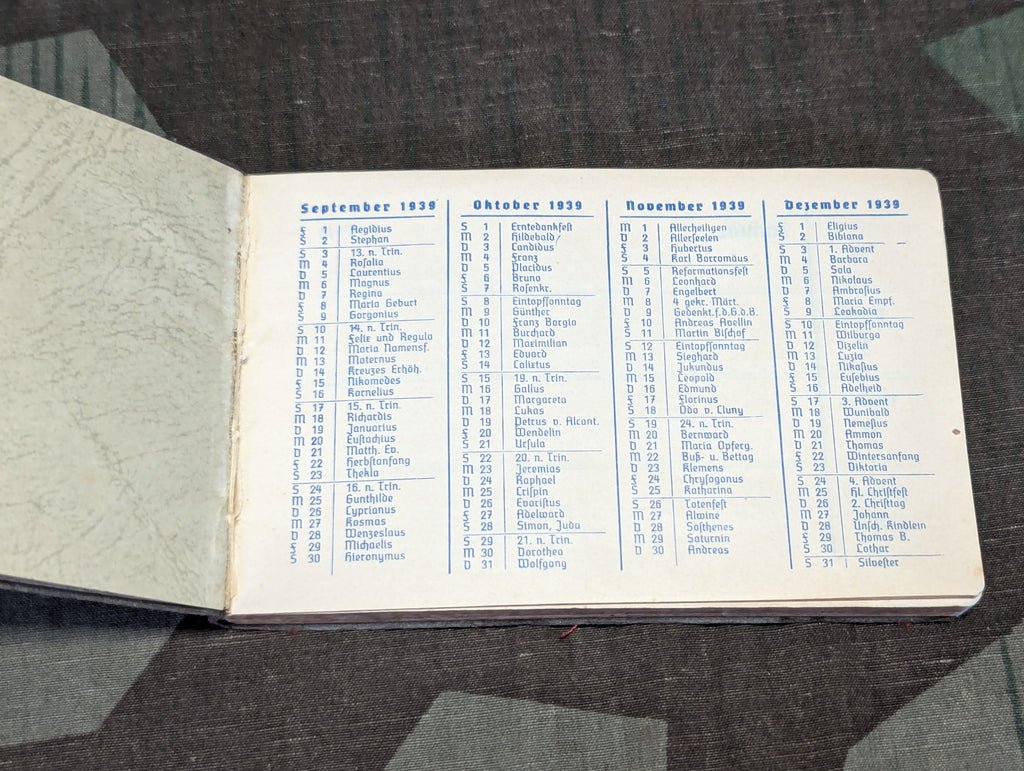 September 1939
F 1 Aegidius
S 2 Stephan
S 3 13. n. Trin.
M 4 Rosalia
D 5 Laurentius
M 6 Magnus
D 7 Regina
F 8 Maria Geburt
S 9 Gorgonius
S 10 14. n. Trin.
M 11 Felix und Regula
D 12 Maria Namensf.
M 13 Maternus
D 14 Kreuzes Erhöh.
F 15 Nikomedes
S 16 Kornelius
S 17 15. n. Trin.
M 18 Richardis
D 19 Januarius
M 20 Eustachius
D 21 Matth. Ev.
F 22 Herbstanfang
S 23 Thekla
S 24 16. n. Trin.
M 25 Gunthilde
D 26 Cyprianus
M 27 Kosmas
D 28 Wenzeslaus
F 29 Michaelis
S 30 Hieronymus
Oktober 1939
S 1 Erntedankfest
M 2 Hildebald
D 3 Candidus
M 4 Franz
D 5 Placidus
F 6 Bruno
S 7 Rosenkr.
S 8 Eintopfsonntag
M 9 Günther
D 10 Franz Borgia
M 11 Burchard
D 12 Maximilian
F 13 Eduard
S 14 Calixtus
S 15 19. n. Trin.
M 16 Gallus
D 17 Margareta
M 18 Lukas
D 19 Petrus v. Alcant.
F 20 Wendelin
S 21 Ursula
S 22 20. n. Trin.
M 23 Jeremias
D 24 Raphael
M 25 Crispin
D 26 Evaristus
F 27 Adelward
S 28 Simon, Juda
S 29 21. n. Trin.
M 30 Dorothea
D 31 Wolfgang
November 1939
M 1 Allerheiligen
D 2 Allerseelen
F 3 Hubertus
S 4 Karl Borromäus
S 5 Reformationsfest
M 6 Leonhard
D 7 Engelbert
M 8 4 gekr. Märt.
D 9 Gedenkt.f.d.G.d.B.
F 10 Andreas Avellin
S 11 Martin Bischof
S 12 Eintopfsonntag
M 13 Sieghard
D 14 Jukundus
M 15 Leopold
D 16 Edmund
F 17 Florinus
S 18 Odo v. Cluny
S 19 24. n. Trin.
M 20 Bernward
D 21 Maria Opferg.
M 22 Buß- u. Bettag
D 23 Klemens
F 24 Chrysogonus
S 25 Katharina
S 26 Totenfest
M 27 Alwine
D 28 Sosthenes
M 29 Saturnin
D 30 Andreas
Dezember 1939
F 1 Eligius
S 2 Bibiana
S 3 1. Advent
M 4 Barbara
D 5 Sola
M 6 Nikolaus
D 7 Ambrosius
F 8 Maria Empf.
S 9 Leokadia
S 10 Eintopfsonntag
M 11 Wilburga
D 12 Vizelin
M 13 Luzia
D 14 Nikasius
F 15 Eusebius
S 16 Adelheid
S 17 3. Advent
M 18 Wunibald
D 19 Nemesius
M 20 Ammon
D 21 Thomas
F 22 Wintersanfang
S 23 Viktoria
S 24 4. Advent
M 25 Hl. Christfest
D 26 2. Christtag
M 27 Johann
D 28 Unsch. Kindlein
F 29 Thomas B.
S 30 Lothar
S 31 Silvester